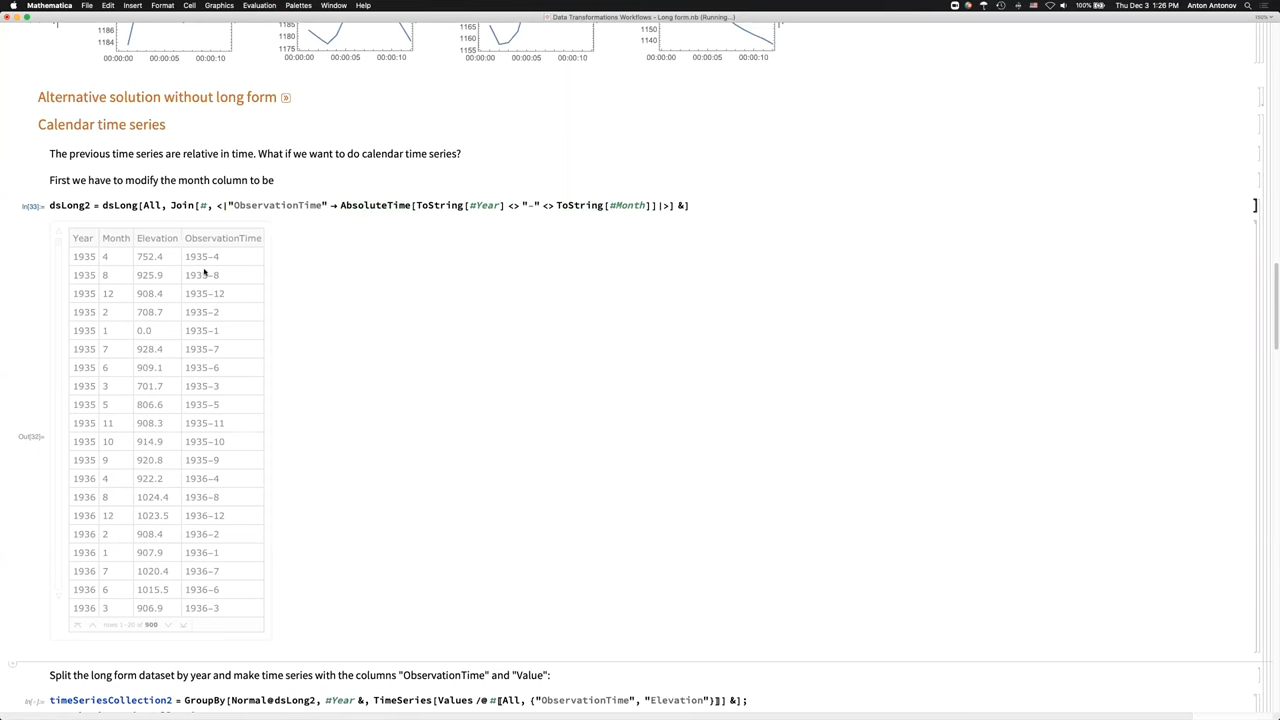 Mathematica File Edit Insert Format Cell Graphics Evaluation Palettes Window Help 100% Thu Dec 3 1:26 PM Anton Antonov
Data Transformations Workflows - Long form.nb (Running...)
1186
1184
00:00:00 00:00:05 00:00:10
1185
1180
1175
00:00:00 00:00:05 00:00:10
1165
1160
1155
00:00:00 00:00:05 00:00:10
1150
1140
00:00:00 00:00:05 00:00:10
Alternative solution without long form »
Calendar time series
The previous time series are relative in time. What if we want to do calendar time series?
First we have to modify the month column to be
In[33]:= dsLong2 = dsLong[All, Join[#, <|"ObservationTime" → AbsoluteTime[ToString[#Year] <> "-" <> ToString[#Month]]|>] &]
Year Month Elevation ObservationTime
1935 4 752.4 1935-4
1935 8 925.9 1935-8
1935 12 908.4 1935-12
1935 2 708.7 1935-2
1935 1 0.0 1935-1
1935 7 928.4 1935-7
1935 6 909.1 1935-6
1935 3 701.7 1935-3
1935 5 806.6 1935-5
1935 11 908.3 1935-11
Out[32]=
1935 10 914.9 1935-10
1935 9 920.8 1935-9
1936 4 922.2 1936-4
1936 8 1024.4 1936-8
1936 12 1023.5 1936-12
1936 2 908.4 1936-2
1936 1 907.9 1936-1
1936 7 1020.4 1936-7
1936 6 1015.5 1936-6
1936 3 906.9 1936-3
rows 1-20 of 900
Split the long form dataset by year and make time series with the columns "ObservationTime" and "Value":
In[-]:= timeSeriesCollection2 = GroupBy[Normal@dsLong2, #Year &, TimeSeries[Values /@ #[[All, {"ObservationTime", "Elevation"}]]] &];